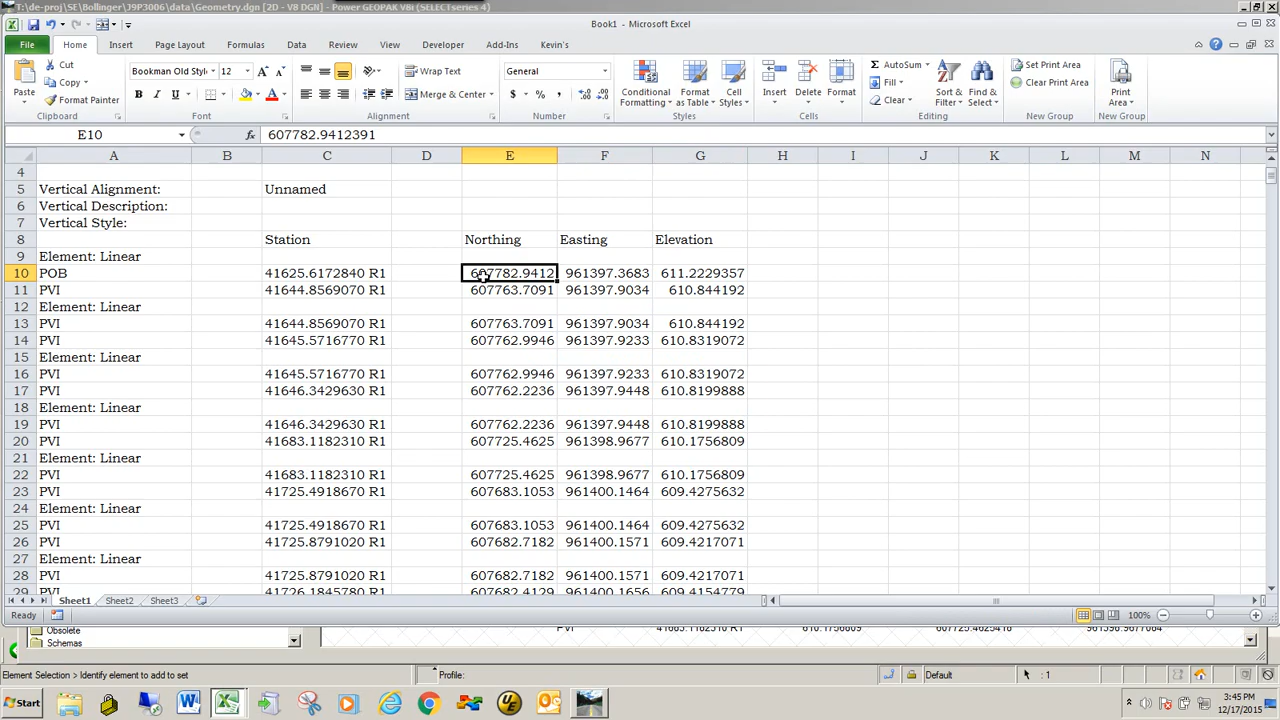 T:\de-proj\SE\Bollinger\J9P3006\data\Geometry.dgn [2D - V8 DGN] - Power GEOPAK V8i (SELECTseries 4)
Book1 - Microsoft Excel
File Home Insert Page Layout Formulas Data Review View Developer Add-Ins Kevin's
Paste Cut Copy Format Painter Clipboard
Bookman Old Style 12 Font
Wrap Text Merge & Center Alignment
General $ % , Number
Conditional Formatting Format as Table Cell Styles Styles
Insert Delete Format Cells
AutoSum Fill Clear Sort & Filter Find & Select Editing
Set Print Area Clear Print Area New Group
Print Area New Group
E10 fx 607782.9412391
A B C D E F G H I J K L M N
4
5 Vertical Alignment: Unnamed
6 Vertical Description:
7 Vertical Style:
8 Station Northing Easting Elevation
9 Element: Linear
10 POB 41625.6172840 R1 607782.9412 961397.3683 611.2229357
11 PVI 41644.8569070 R1 607763.7091 961397.9034 610.844192
12 Element: Linear
13 PVI 41644.8569070 R1 607763.7091 961397.9034 610.844192
14 PVI 41645.5716770 R1 607762.9946 961397.9233 610.8319072
15 Element: Linear
16 PVI 41645.5716770 R1 607762.9946 961397.9233 610.8319072
17 PVI 41646.3429630 R1 607762.2236 961397.9448 610.8199888
18 Element: Linear
19 PVI 41646.3429630 R1 607762.2236 961397.9448 610.8199888
20 PVI 41683.1182310 R1 607725.4625 961398.9677 610.1756809
21 Element: Linear
22 PVI 41683.1182310 R1 607725.4625 961398.9677 610.1756809
23 PVI 41725.4918670 R1 607683.1053 961400.1464 609.4275632
24 Element: Linear
25 PVI 41725.4918670 R1 607683.1053 961400.1464 609.4275632
26 PVI 41725.8791020 R1 607682.7182 961400.1571 609.4217071
27 Element: Linear
28 PVI 41725.8791020 R1 607682.7182 961400.1571 609.4217071
29 PVI 41726.1845780 R1 607682.4129 961400.1656 609.4154779
Sheet1 Sheet2 Sheet3
Ready 100%
Obsolete
Schemas
Element Selection > Identify element to add to set Profile: Default : 1
Start 3:45 PM
12/17/2015